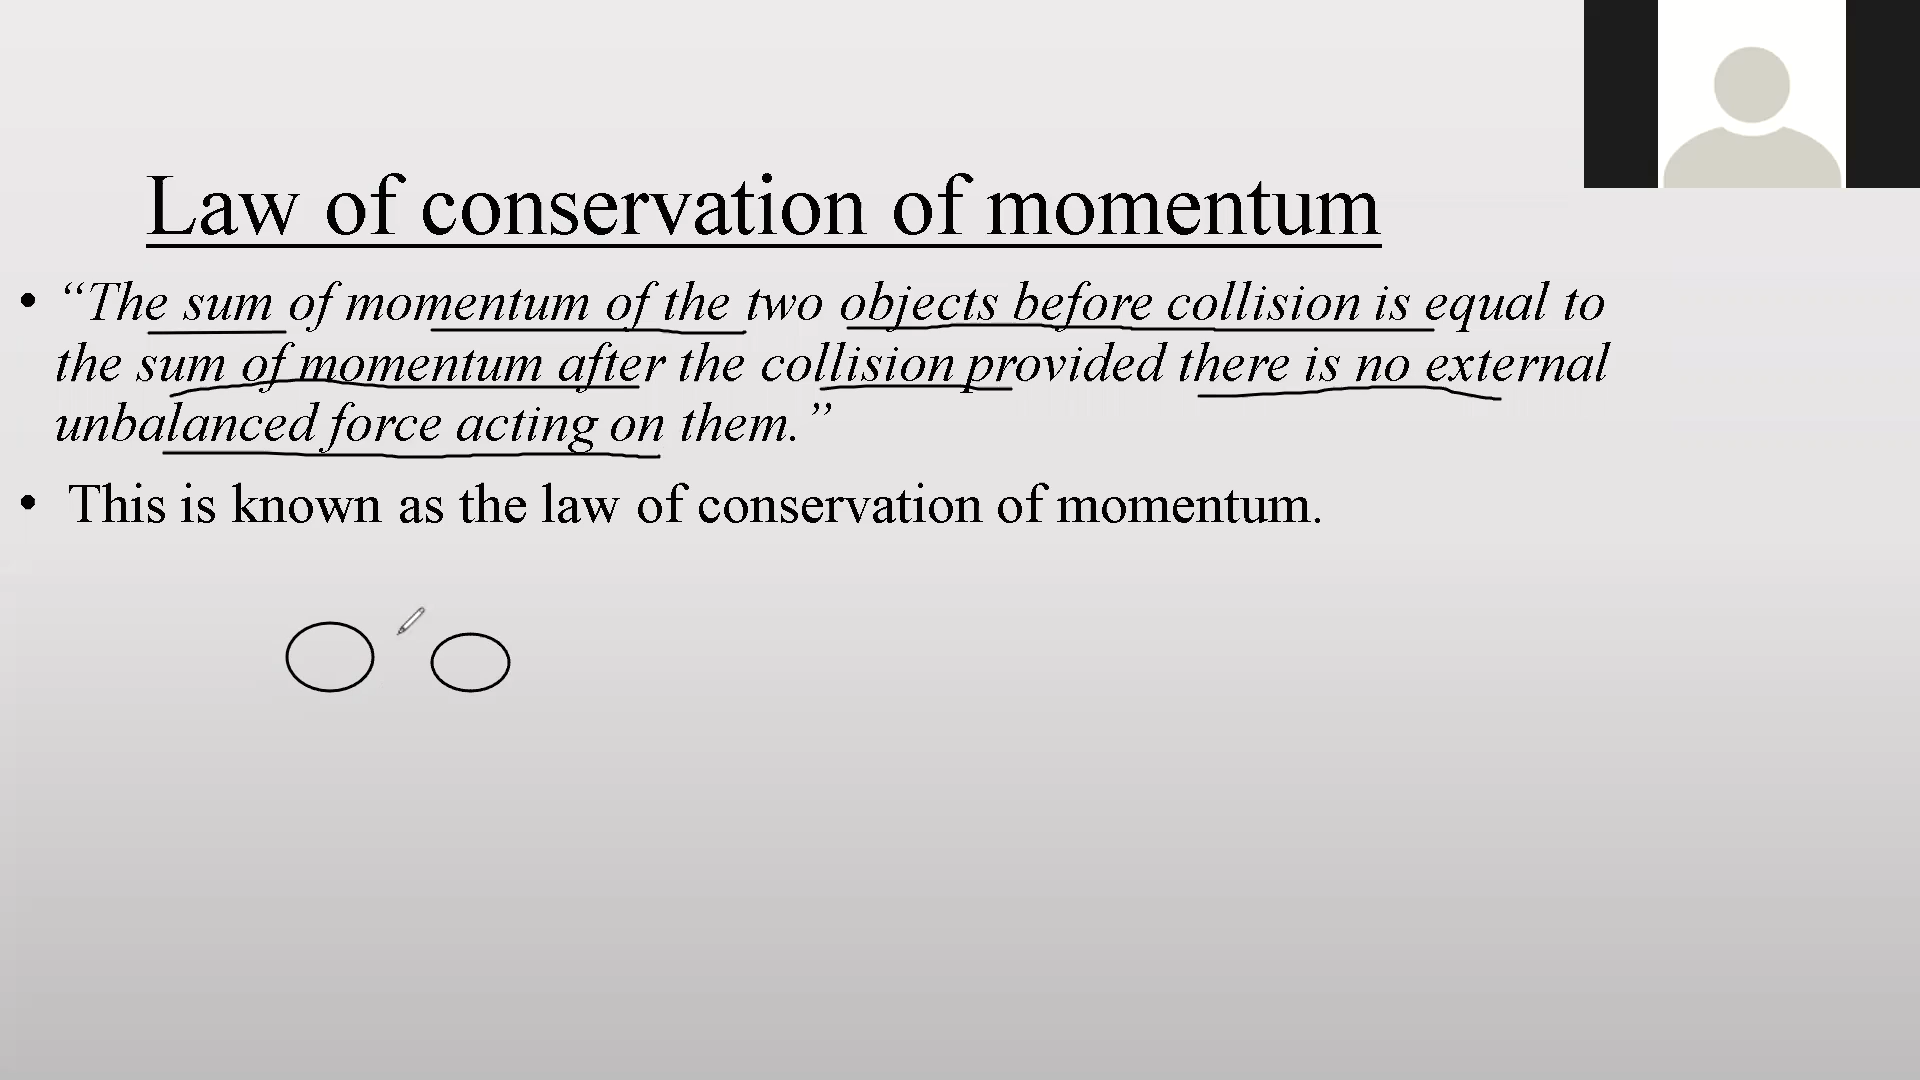 Law of conservation of momentum
• “The sum of momentum of the two objects before collision is equal to
the sum of momentum after the collision provided there is no external
unbalanced force acting on them.”
• This is known as the law of conservation of momentum.